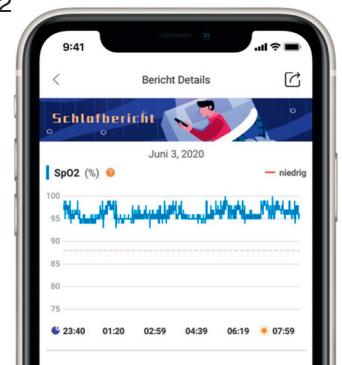 2
9:41
Bericht Details
Schlafbericht
Juni 3, 2020
SpO2 (%) ?
niedrig
100
95
90
85
80
75
23:40 01:20 02:59 04:39 06:19 07:59